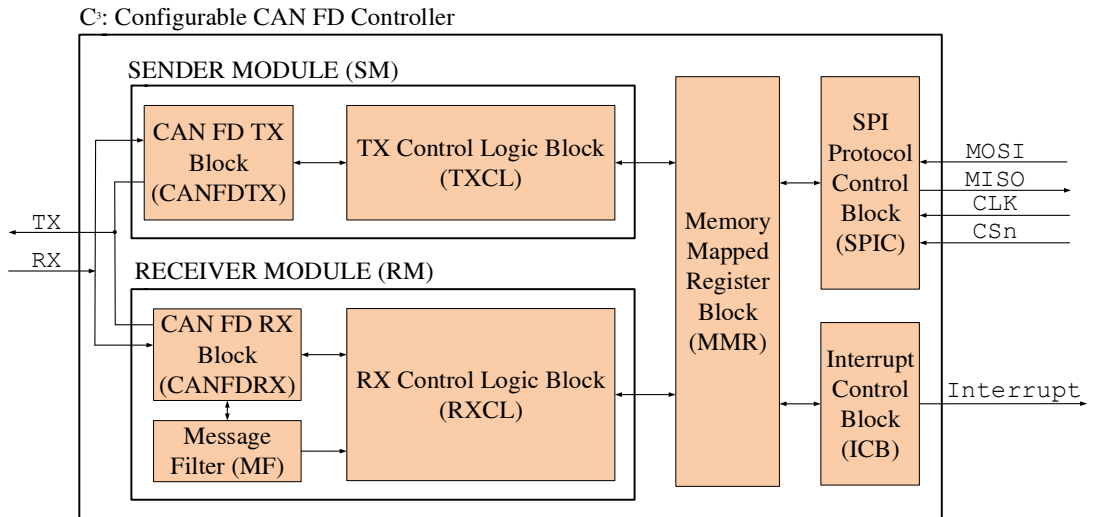 C³: Configurable CAN FD Controller
SENDER MODULE (SM)
CAN FD TX
Block
(CANFDTX)
TX Control Logic Block
(TXCL)
TX
RX
RECEIVER MODULE (RM)
CAN FD RX
Block
(CANFDRX)
Message
Filter (MF)
RX Control Logic Block
(RXCL)
Memory
Mapped
Register
Block
(MMR)
SPI
Protocol
Control
Block
(SPIC)
MOSI
MISO
CLK
CSn
Interrupt
Control
Block
(ICB)
Interrupt